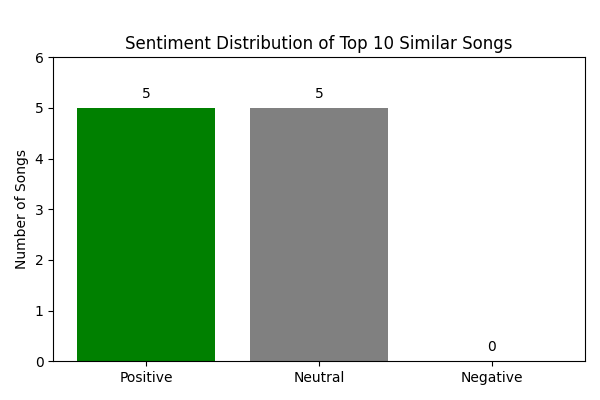 Sentiment Distribution of Top 10 Similar Songs
Number of Songs
6
5
4
3
2
1
0
5
5
0
Positive
Neutral
Negative